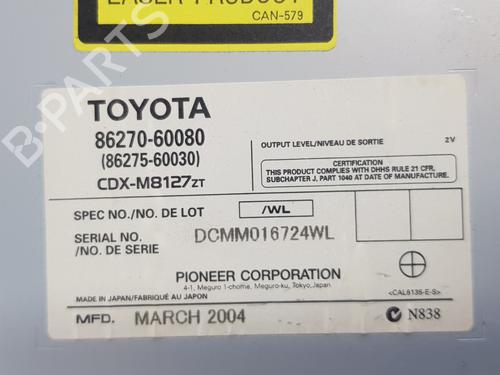 LASER PRODUCT
CAN-579
TOYOTA
86270-60080
(86275-60030)
CDX-M8127ZT
OUTPUT LEVEL/NIVEAU DE SORTIE 2V
CERTIFICATION
THIS PRODUCT COMPLIES WITH DHHS RULE 21 CFR,
SUBCHAPTER J, PART 1040 AT DATE OF MANUFACTURE.
SPEC NO./NO. DE LOT /WL
SERIAL NO.
/NO. DE SERIE DCMM016724WL
PIONEER CORPORATION
4-1, Meguro 1-chome, Meguro-ku, Tokyo, Japan
MADE IN JAPAN/FABRIQUÉ AU JAPON
<CAL8135-E-S>
MFD. MARCH 2004
N838
B-PARTS